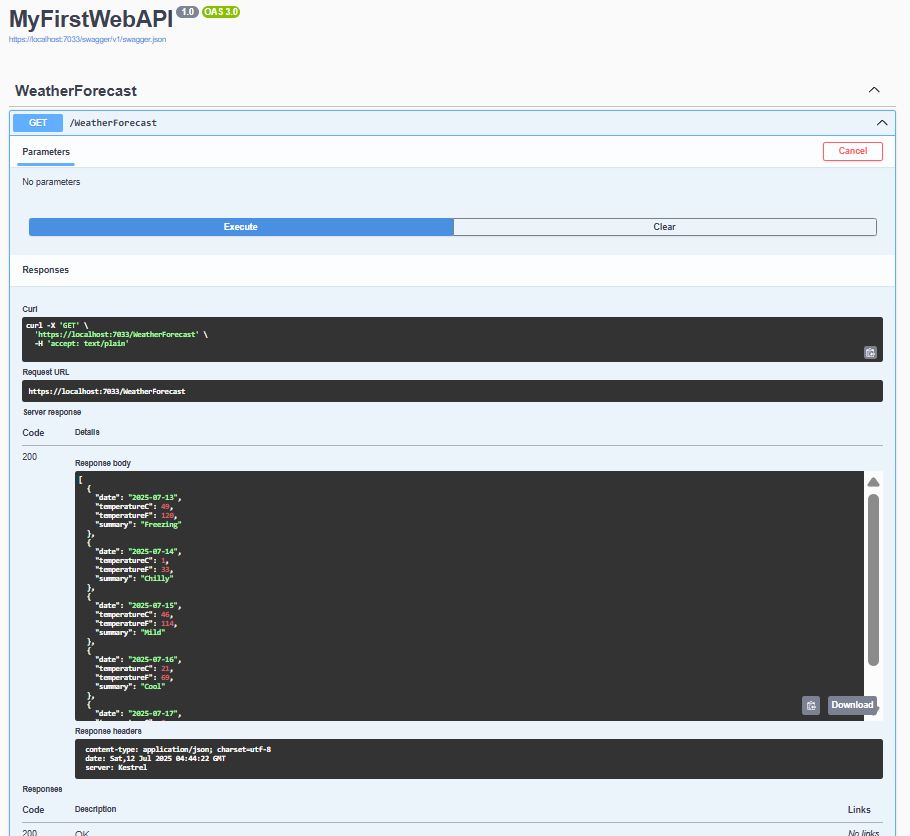 MyFirstWebAPI 1.0 OAS 3.0
https://localhost:7033/swagger/v1/swagger.json
WeatherForecast
GET /WeatherForecast
Parameters Cancel
No parameters
Execute Clear
Responses
Curl
curl -X 'GET' \
'https://localhost:7033/WeatherForecast' \
-H 'accept: text/plain'
Request URL
https://localhost:7033/WeatherForecast
Server response
Code Details
200
Response body
[
{
"date": "2025-07-13",
"temperatureC": 49,
"temperatureF": 120,
"summary": "Freezing"
},
{
"date": "2025-07-14",
"temperatureC": 1,
"temperatureF": 33,
"summary": "Chilly"
},
{
"date": "2025-07-15",
"temperatureC": 46,
"temperatureF": 114,
"summary": "Mild"
},
{
"date": "2025-07-16",
"temperatureC": 21,
"temperatureF": 69,
"summary": "Cool"
},
{
"date": "2025-07-17",
Download
Response headers
content-type: application/json; charset=utf-8
date: Sat,12 Jul 2025 04:44:22 GMT
server: Kestrel
Responses
Code Description Links
200 OK No links